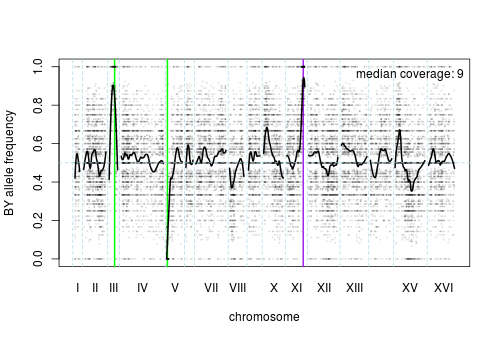 median coverage: 9
BY allele frequency
1.0
0.8
0.6
0.4
0.2
0.0
I II III IV V VII VIII X XI XII XIII XV XVI
chromosome